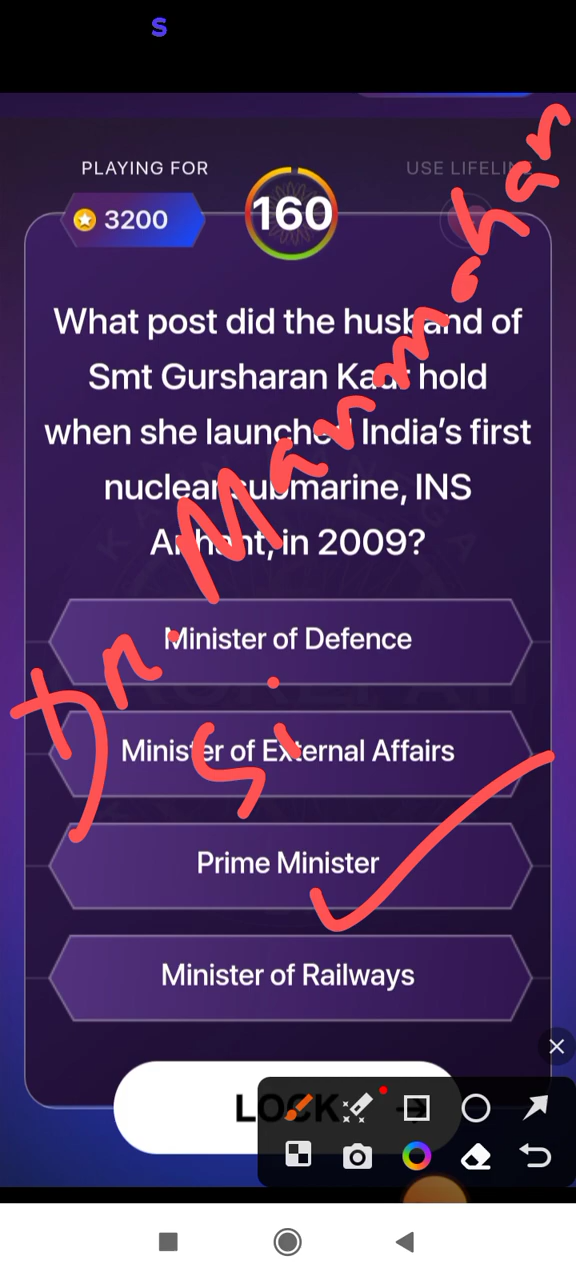 S
PLAYING FOR
USE LIFELINE
3200
160
What post did the husband of
Smt Gursharan Kaur hold
when she launched India's first
nuclear submarine, INS
Arihant, in 2009?
Minister of Defence
Minister of External Affairs
Prime Minister
Minister of Railways
LOCK
Dr. Manmohan
Si